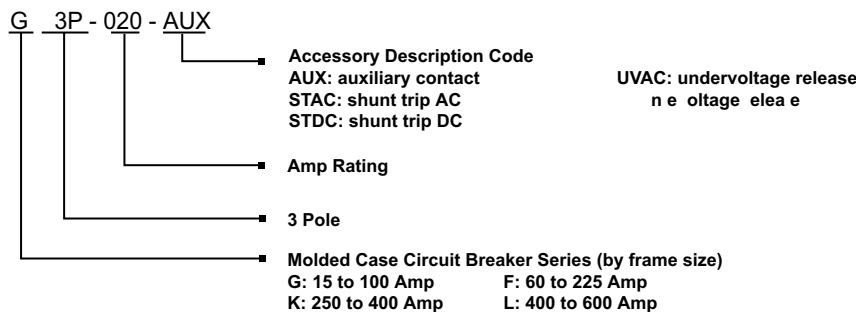 G 3P - 020 - AUX
Accessory Description Code
AUX: auxiliary contact UVAC: undervoltage release
STAC: shunt trip AC n e oltage elea e
STDC: shunt trip DC
Amp Rating
3 Pole
Molded Case Circuit Breaker Series (by frame size)
G: 15 to 100 Amp F: 60 to 225 Amp
K: 250 to 400 Amp L: 400 to 600 Amp